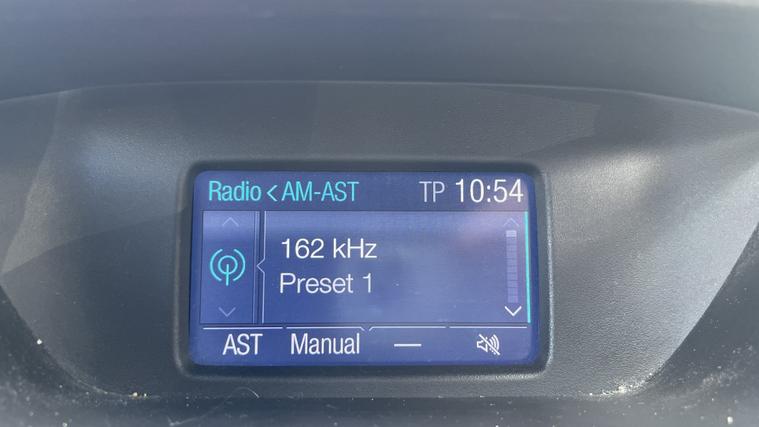 Radio < AM-AST TP 10:54
162 kHz
Preset 1
AST Manual —